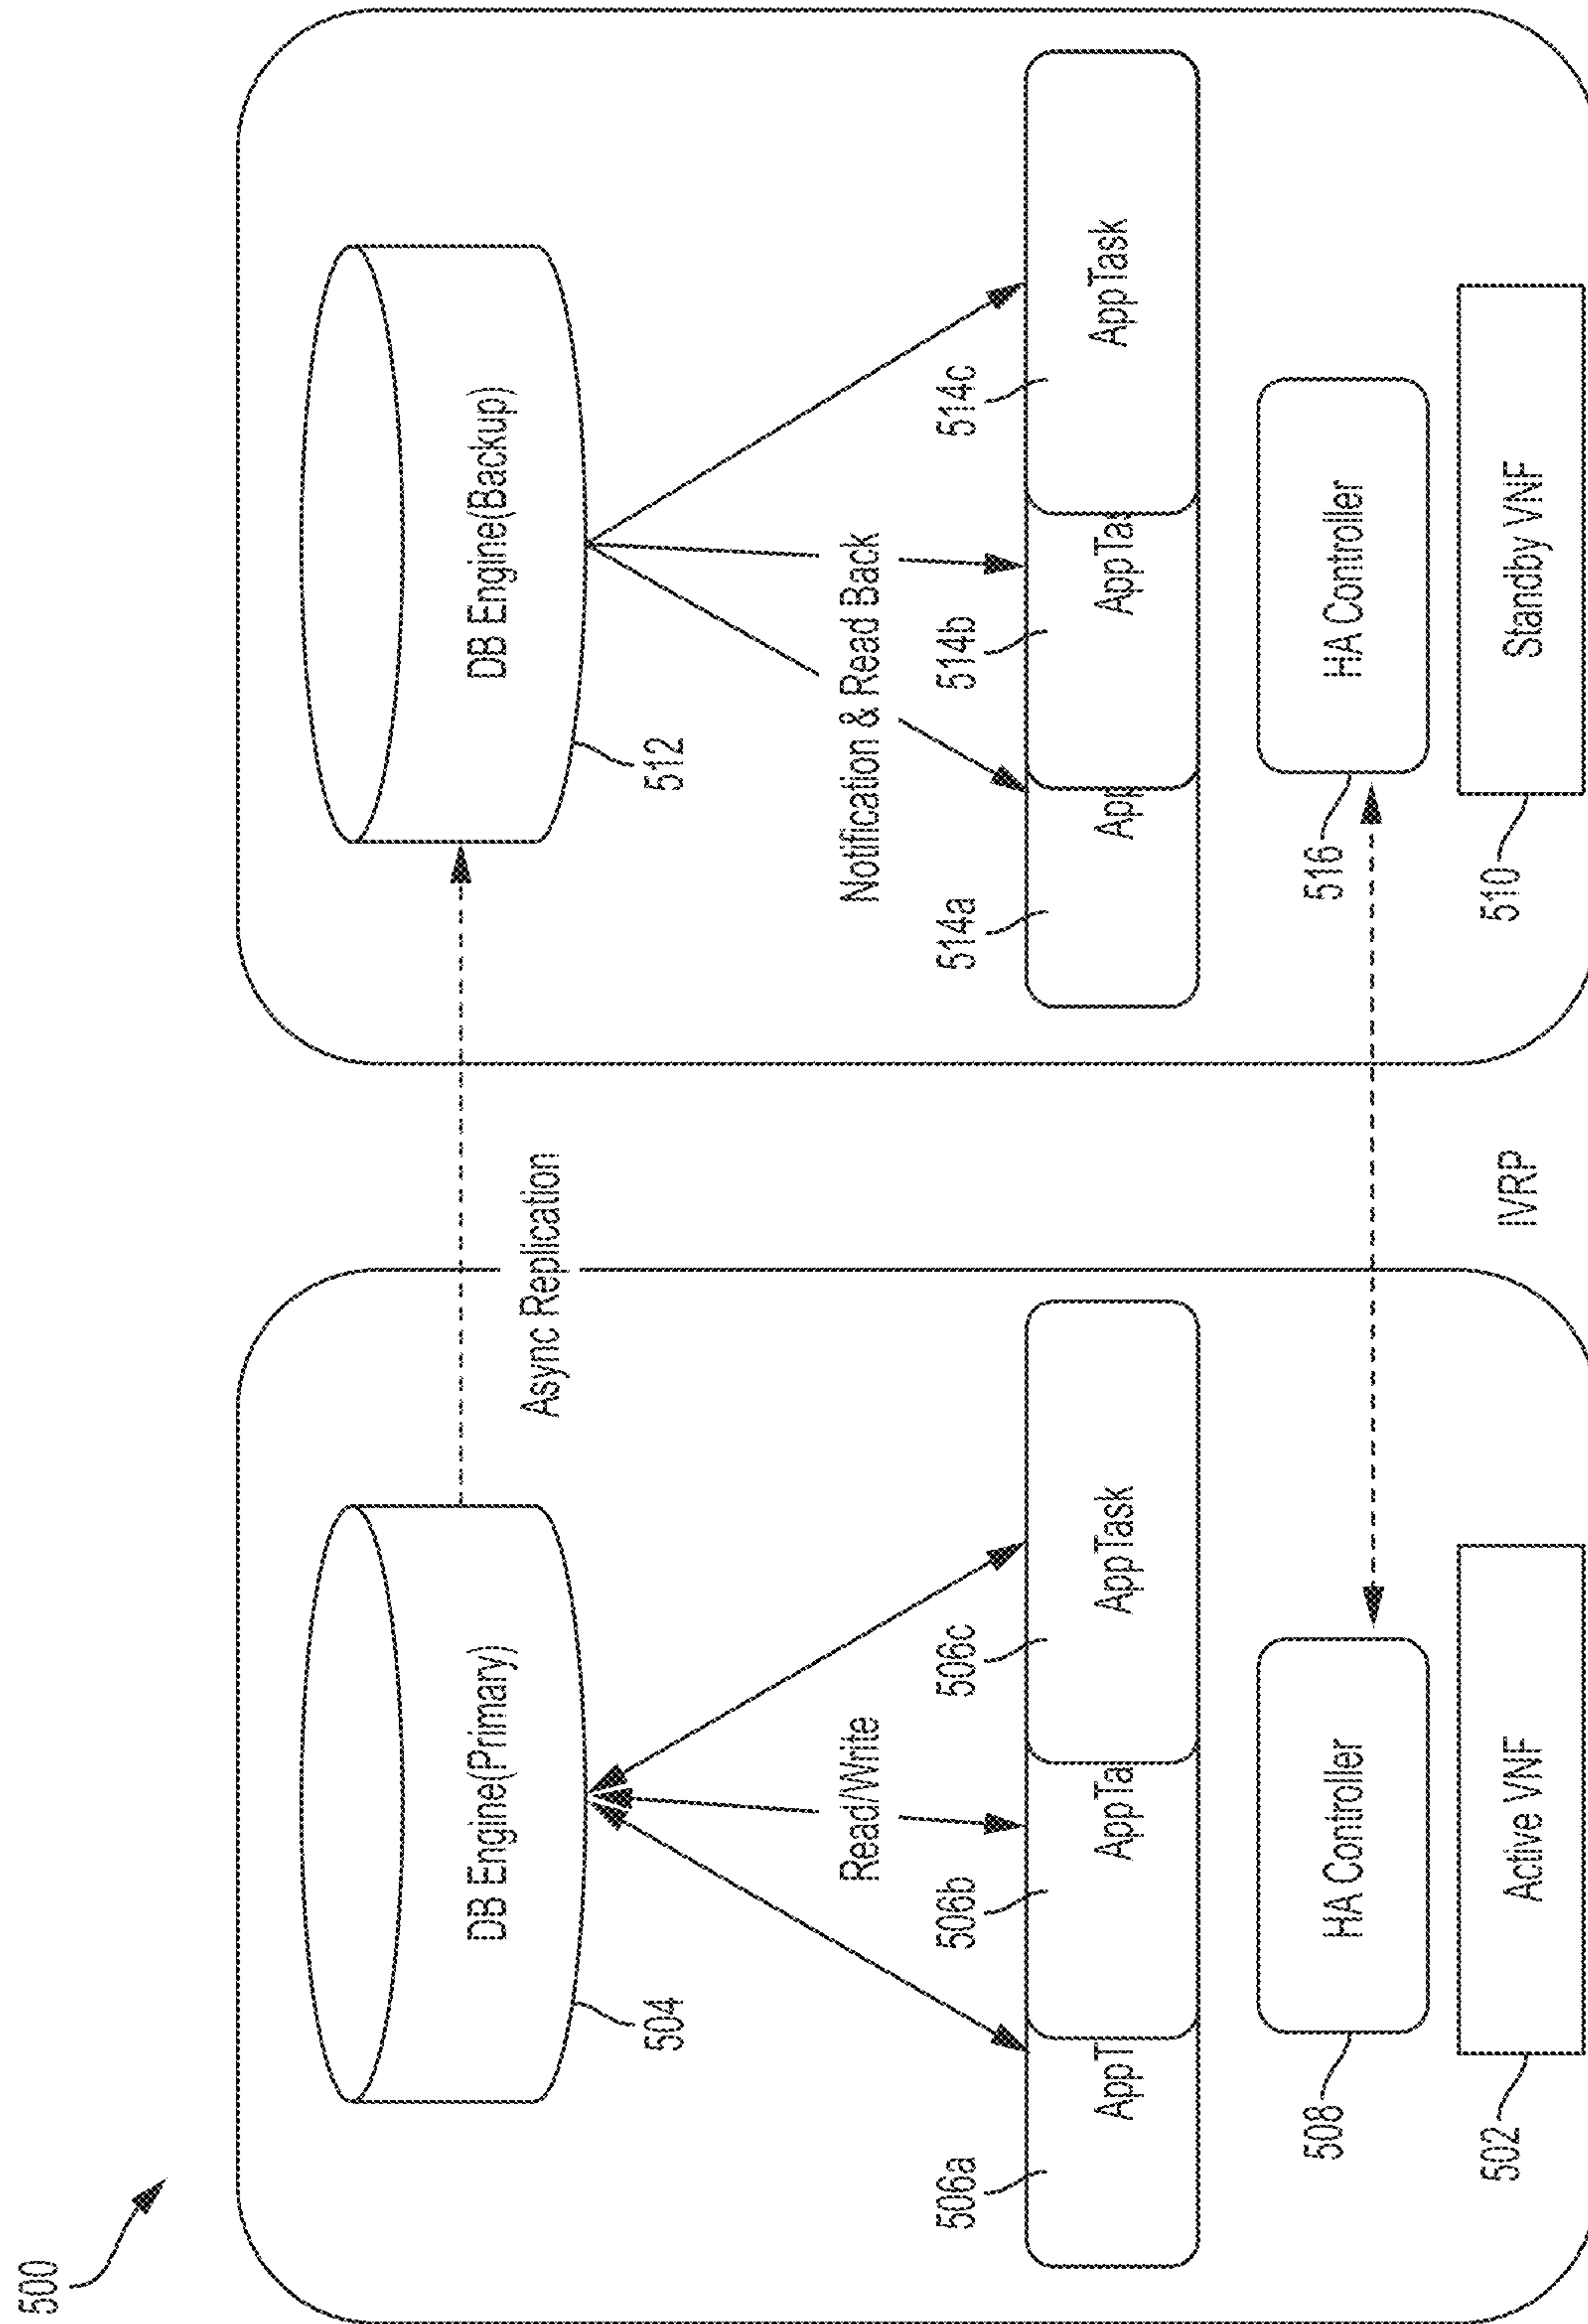 500
DB Engine(Primary)
504
Async Replication
DB Engine(Backup)
512
Read/Write
Notification & Read Back
506a
506b
506c
514a
514b
514c
AppT
AppTa
AppTask
App
AppTas
AppTask
HA Controller
508
HA Controller
516
IVRP
Active VNF
502
Standby VNF
510